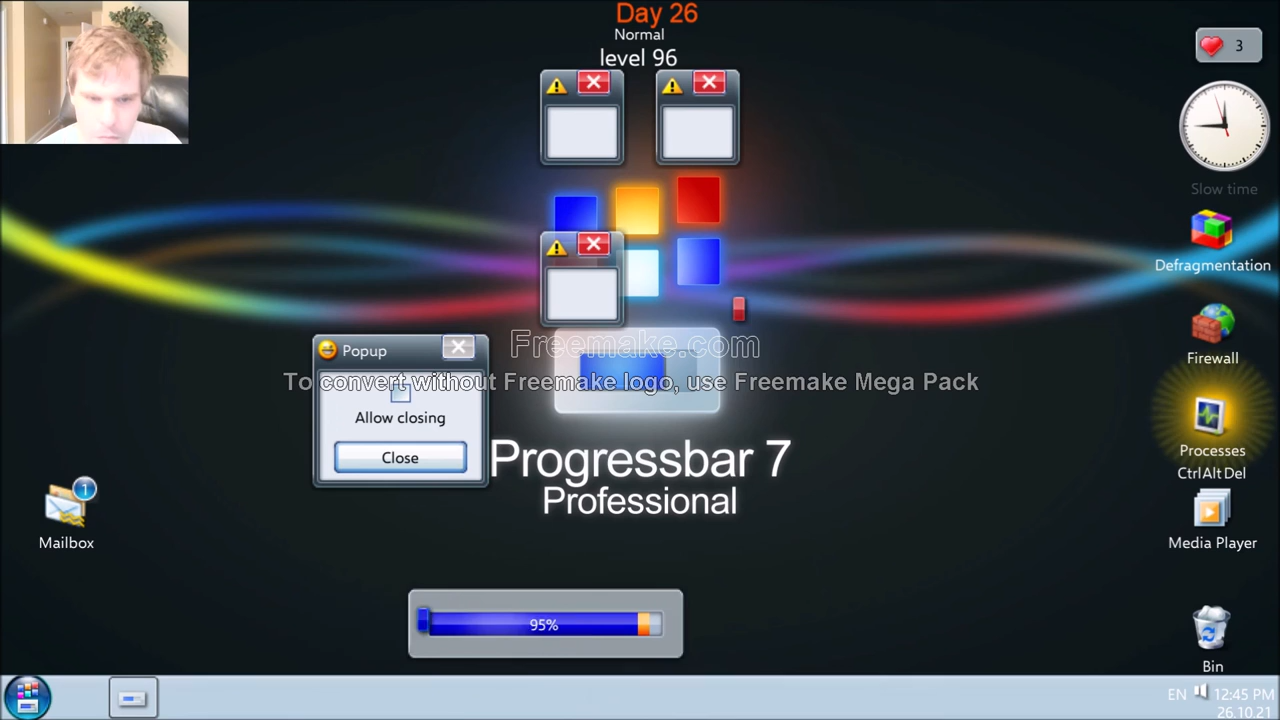 Day 26
Normal
level 96
3
Slow time
Defragmentation
Firewall
Popup
Freemake.com
To convert without Freemake logo, use Freemake Mega Pack
Allow closing
Close
Progressbar 7
Professional
Processes
CtrlAltDel
Media Player
1
Mailbox
95%
Bin
EN 12:45 PM
26.10.21